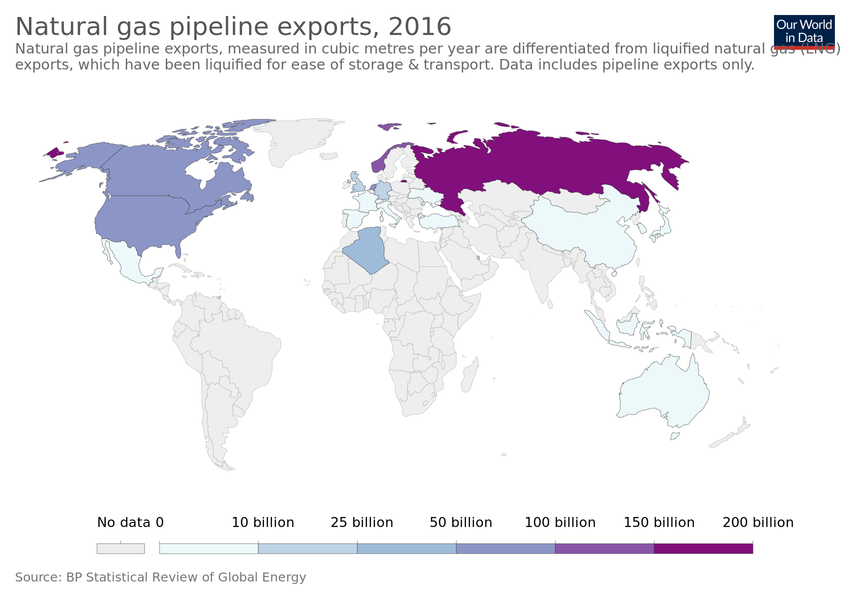 Natural gas pipeline exports, 2016
Our World
in Data
Natural gas pipeline exports, measured in cubic metres per year are differentiated from liquified natural gas (LNG)
exports, which have been liquified for ease of storage & transport. Data includes pipeline exports only.
No data 0 10 billion 25 billion 50 billion 100 billion 150 billion 200 billion
Source: BP Statistical Review of Global Energy